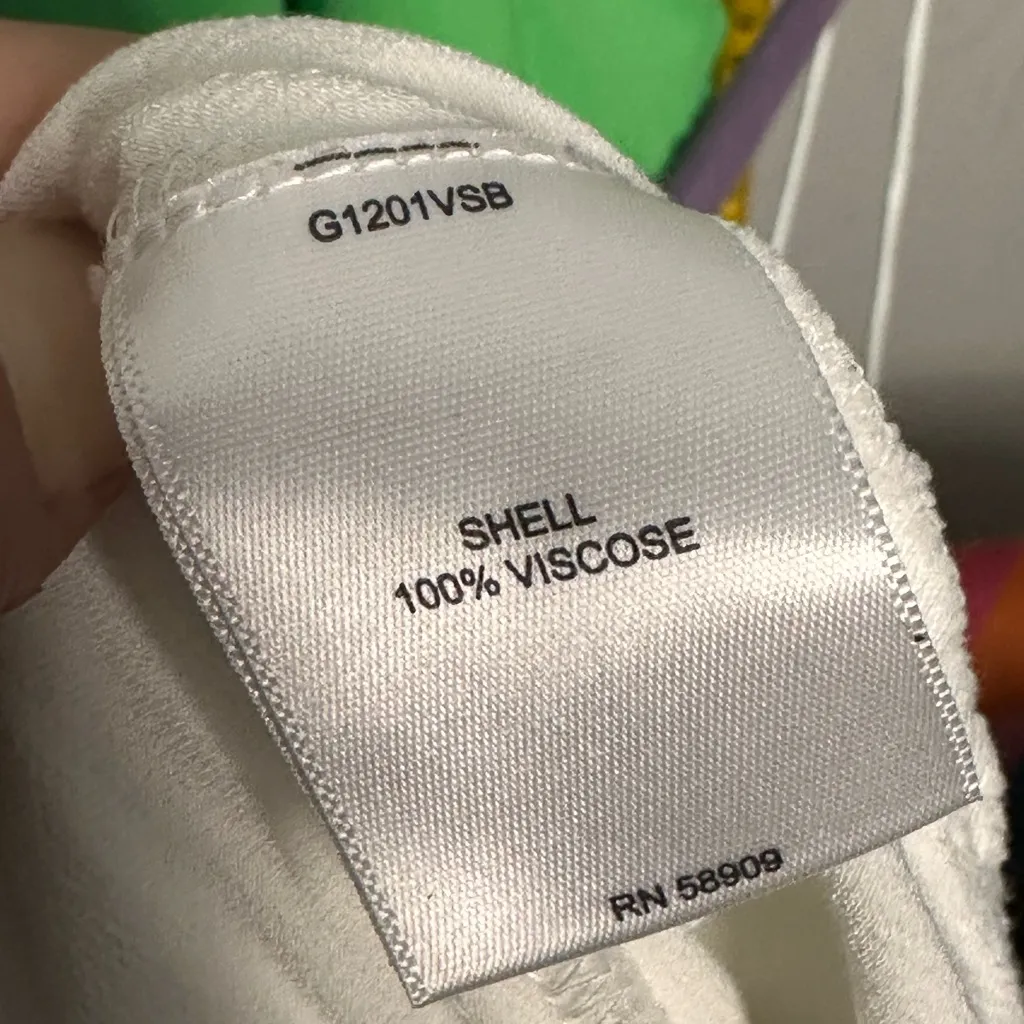 G1201VSB
SHELL
100% VISCOSE
RN 58909